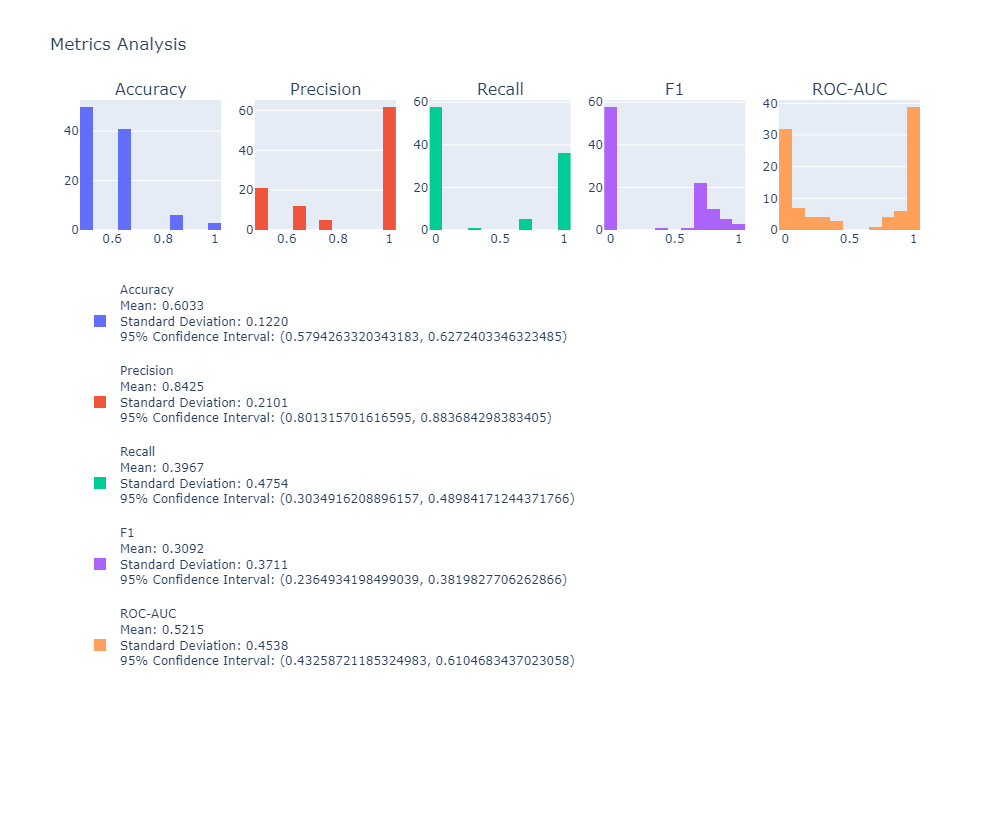 Metrics Analysis
Accuracy Precision Recall F1 ROC-AUC
0 20 40
0.6 0.8 1
0 20 40 60
0.6 0.8 1
0 20 40 60
0 0.5 1
0 20 40 60
0 0.5 1
0 10 20 30 40
0 0.5 1
Accuracy
Mean: 0.6033
Standard Deviation: 0.1220
95% Confidence Interval: (0.5794263320343183, 0.6272403346323485)
Precision
Mean: 0.8425
Standard Deviation: 0.2101
95% Confidence Interval: (0.801315701616595, 0.883684298383405)
Recall
Mean: 0.3967
Standard Deviation: 0.4754
95% Confidence Interval: (0.3034916208896157, 0.48984171244371766)
F1
Mean: 0.3092
Standard Deviation: 0.3711
95% Confidence Interval: (0.2364934198499039, 0.3819827706262866)
ROC-AUC
Mean: 0.5215
Standard Deviation: 0.4538
95% Confidence Interval: (0.43258721185324983, 0.6104683437023058)